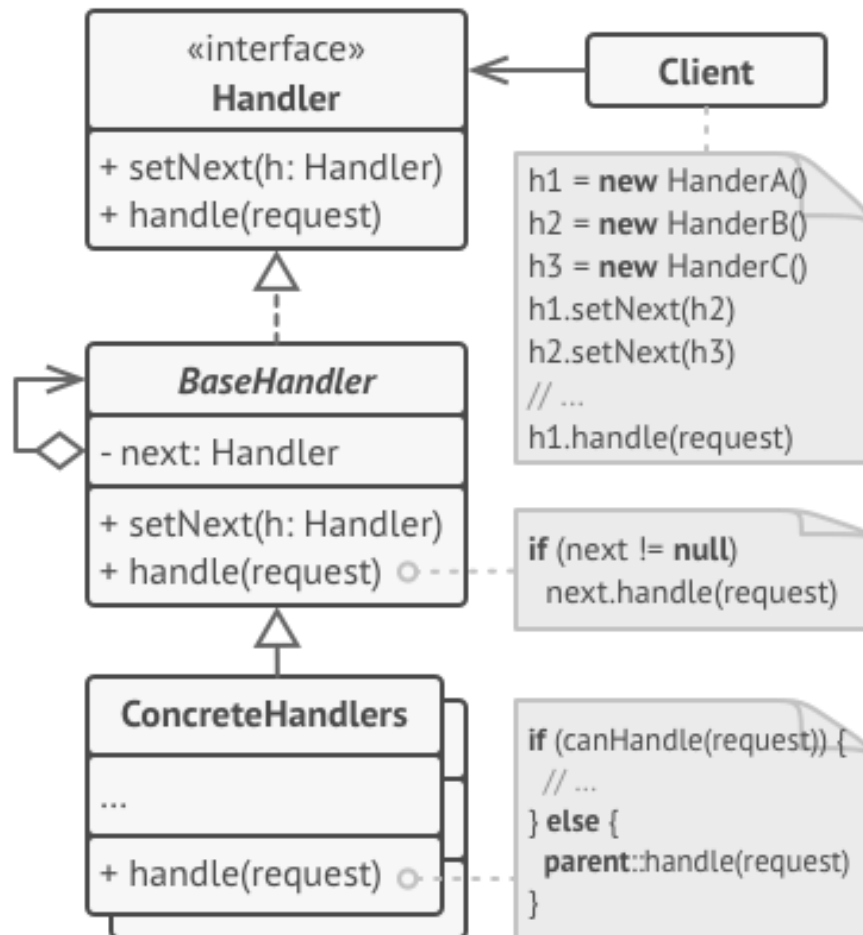 «interface»
Handler
+ setNext(h: Handler)
+ handle(request)
Client
h1 = new HanderA()
h2 = new HanderB()
h3 = new HanderC()
h1.setNext(h2)
h2.setNext(h3)
// ...
h1.handle(request)
BaseHandler
- next: Handler
+ setNext(h: Handler)
+ handle(request)
if (next != null)
next.handle(request)
ConcreteHandlers
...
+ handle(request)
if (canHandle(request)) {
// ...
} else {
parent::handle(request)
}